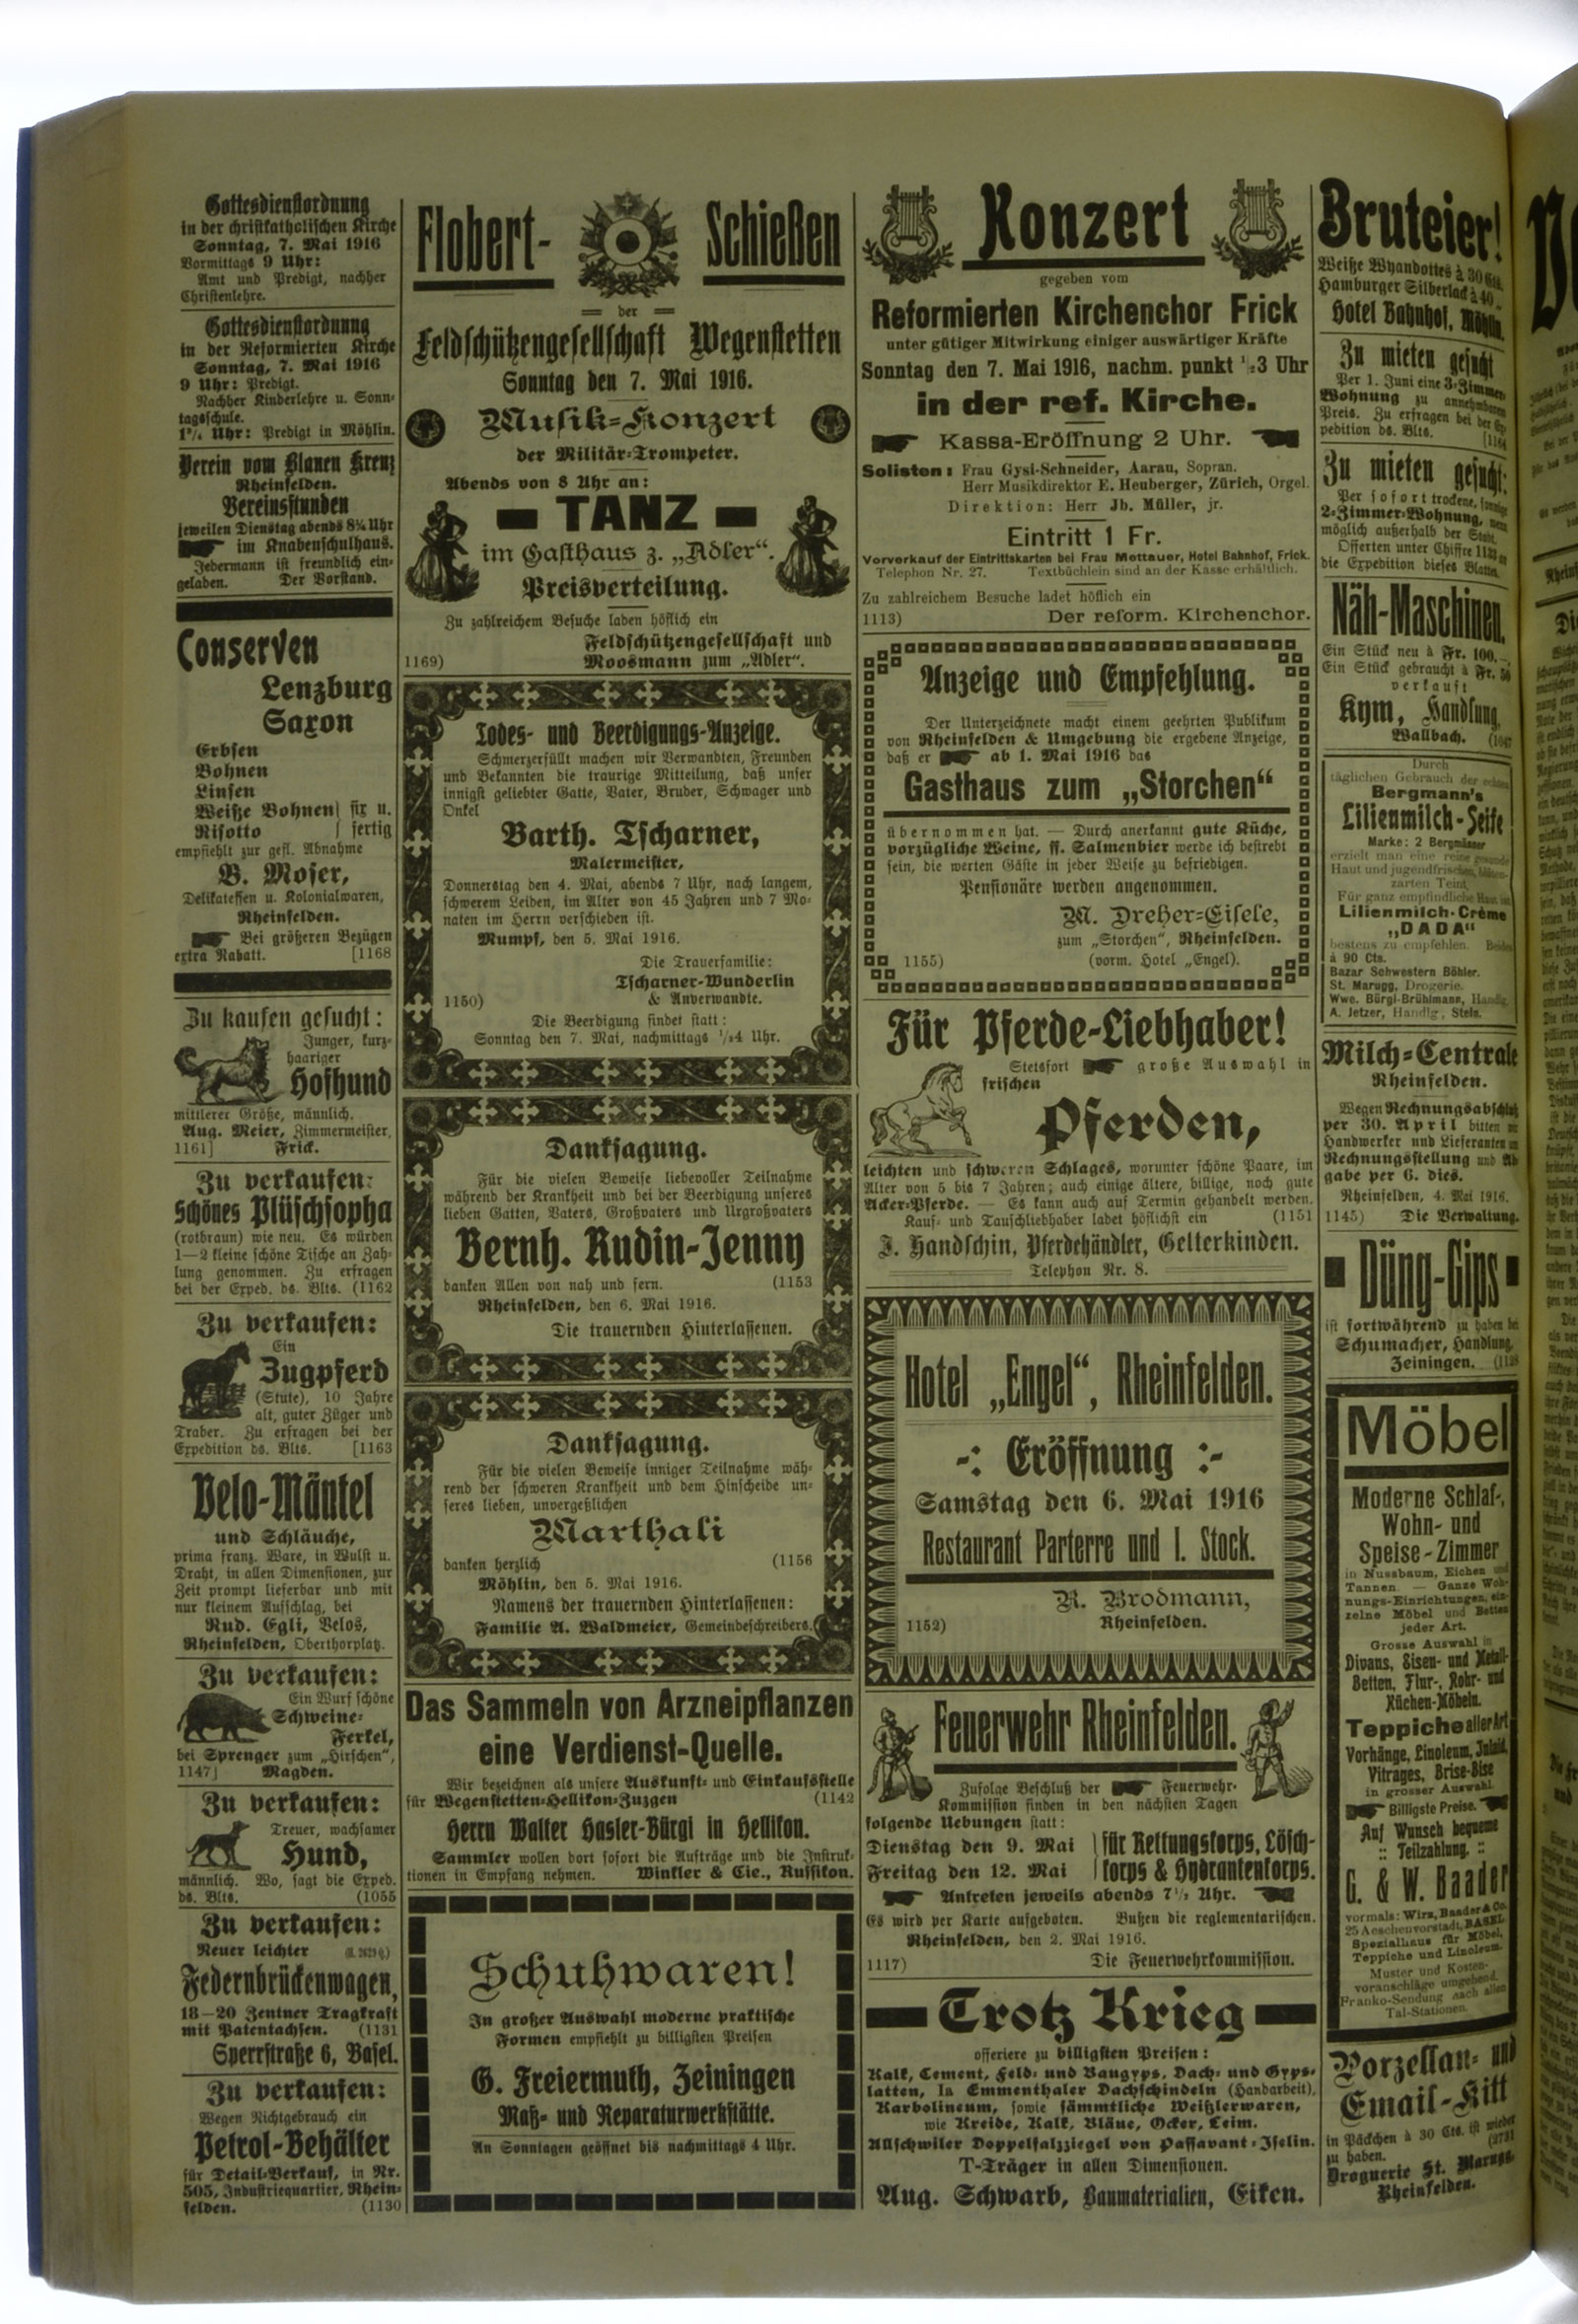 Gottesdienstordnung
in der christkatholischen Kirche
Sonntag, 7. Mai 1916
Vormittags 9 Uhr:
Amt und Predigt, nachher
Christenlehre.
Gottesdienstordnung
in der Reformierten Kirche
Sonntag, 7. Mai 1916
9 Uhr: Predigt.
Nachher Kinderlehre u. Sonn-
tagsschule.
1¾ Uhr: Predigt in Möhlin.
Verein vom Blauen Kreuz
Rheinfelden.
Vereinsstunden
jeweilen Dienstag abends 8¼ Uhr
im Knabenschulhaus.
Jedermann ist freundlich ein-
geladen. Der Vorstand.
Conserven
Lenzburg
Saxon
Erbsen
Bohnen
Linsen
Weiße Bohnen} fix u.
Risotto } fertig
empfiehlt zur gefl. Abnahme
B. Moser,
Delikatessen u. Kolonialwaren,
Rheinfelden.
Bei größeren Bezügen
extra Rabatt. [1168
Zu kaufen gesucht:
Junger, kurz-
haariger
Hofhund
mittlerer Größe, männlich.
Aug. Meier, Zimmermeister,
1161] Frick.
Zu verkaufen:
Schönes Plüschsopha
(rotbraun) wie neu. Es würden
1—2 kleine schöne Tische an Zah-
lung genommen. Zu erfragen
bei der Exped. ds. Blts. (1162
Zu verkaufen:
Ein
Zugpferd
(Stute), 10 Jahre
alt, guter Züger und
Traber. Zu erfragen bei der
Expedition ds. Blts. [1163
Velo-Mäntel
und Schläuche,
prima franz. Ware, in Wulst u.
Draht, in allen Dimensionen, zur
Zeit prompt lieferbar und mit
nur kleinem Aufschlag, bei
Rud. Egli, Velos,
Rheinfelden, Oberthorplatz.
Zu verkaufen:
Ein Wurf schöne
Schweine-
Ferkel,
bei Sprenger zum „Hirschen“,
1147] Magden.
Zu verkaufen:
Treuer, wachsamer
Hund,
männlich. Wo, sagt die Exped.
ds. Blts. (1055
Zu verkaufen:
Neuer leichter
Federnbrückenwagen,
18—20 Zentner Tragkraft
mit Patentachsen. (1131
Sperrstraße 6, Basel.
Zu verkaufen:
Wegen Nichtgebrauch ein
Petrol-Behälter
für Detail-Verkauf, in Nr.
505, Industriequartier, Rhein-
felden. (1130
Flobert- Schießen
der
Feldschützengesellschaft Wegenstetten
Sonntag den 7. Mai 1916.
Musik-Konzert
der Militär-Trompeter.
Abends von 8 Uhr an:
TANZ
im Gasthaus z. „Adler“.
Preisverteilung.
Zu zahlreichem Besuche laden höflich ein
Feldschützengesellschaft und
1169) Moosmann zum „Adler“.
Todes- und Beerdigungs-Anzeige.
Schmerzerfüllt machen wir Verwandten, Freunden
und Bekannten die traurige Mitteilung, daß unser
innigst geliebter Gatte, Vater, Bruder, Schwager und
Onkel
Barth. Tscharner,
Malermeister,
Donnerstag den 4. Mai, abends 7 Uhr, nach langem,
schwerem Leiden, im Alter von 45 Jahren und 7 Mo-
naten im Herrn verschieden ist.
Mumpf, den 5. Mai 1916.
Die Trauerfamilie:
Tscharner-Wunderlin
1150) & Anverwandte.
Die Beerdigung findet statt:
Sonntag den 7. Mai, nachmittags ½4 Uhr.
Danksagung.
Für die vielen Beweise liebevoller Teilnahme
während der Krankheit und bei der Beerdigung unseres
lieben Gatten, Vaters, Großvaters und Urgroßvaters
Bernh. Rudin-Jenny
danken Allen von nah und fern. (1153
Rheinfelden, den 6. Mai 1916.
Die trauernden Hinterlassenen.
Danksagung.
Für die vielen Beweise inniger Teilnahme wäh-
rend der schweren Krankheit und dem Hinscheide un-
seres lieben, unvergeßlichen
Marthali
danken herzlich (1156
Möhlin, den 5. Mai 1916.
Namens der trauernden Hinterlassenen:
Familie A. Waldmeier, Gemeindeschreibers.
Das Sammeln von Arzneipflanzen
eine Verdienst-Quelle.
Wir bezeichnen als unsere Auskunft- und Einkaufsstelle
für Wegenstetten-Hellikon-Zuzgen (1142
Herrn Walter Hasler-Bürgi in Hellikon.
Sammler wollen dort sofort die Aufträge und die Instruk-
tionen in Empfang nehmen. Winkler & Cie., Russikon.
Schuhwaren!
In großer Auswahl moderne praktische
Formen empfiehlt zu billigsten Preisen
G. Freiermuth, Zeiningen
Maß- und Reparaturwerkstätte.
An Sonntagen geöffnet bis nachmittags 4 Uhr.
Konzert
gegeben vom
Reformierten Kirchenchor Frick
unter gütiger Mitwirkung einiger auswärtiger Kräfte
Sonntag den 7. Mai 1916, nachm. punkt ½3 Uhr
in der ref. Kirche.
Kassa-Eröffnung 2 Uhr.
Solisten: Frau Gysi-Schneider, Aarau, Sopran.
Herr Musikdirektor E. Heuberger, Zürich, Orgel.
Direktion: Herr Jb. Müller, jr.
Eintritt 1 Fr.
Vorverkauf der Eintrittskarten bei Frau Mettauer, Hotel Bahnhof, Frick.
Telephon Nr. 27. Textbüchlein sind an der Kasse erhältlich.
Zu zahlreichem Besuche ladet höflich ein
1113) Der reform. Kirchenchor.
Anzeige und Empfehlung.
Der Unterzeichnete macht einem geehrten Publikum
von Rheinfelden & Umgebung die ergebene Anzeige,
daß er ab 1. Mai 1916 das
Gasthaus zum „Storchen“
übernommen hat. — Durch anerkannt gute Küche,
vorzügliche Weine, ff. Salmenbier werde ich bestrebt
sein, die werten Gäste in jeder Weise zu befriedigen.
Pensionäre werden angenommen.
M. Dreher-Eisele,
zum „Storchen“, Rheinfelden.
1155) (vorm. Hotel „Engel).
Für Pferde-Liebhaber!
Stetsfort große Auswahl in
frischen
Pferden,
leichten und schweren Schlages, worunter schöne Paare, im
Alter von 5 bis 7 Jahren; auch einige ältere, billige, noch gute
Acker-Pferde. — Es kann auch auf Termin gehandelt werden.
Kauf- und Tauschliebhaber ladet höflichst ein (1151
J. Handschin, Pferdehändler, Gelterkinden.
Telephon Nr. 8.
Hotel „Engel“, Rheinfelden.
-: Eröffnung :-
Samstag den 6. Mai 1916
Restaurant Parterre und I. Stock.
R. Brodmann,
1152) Rheinfelden.
Feuerwehr Rheinfelden.
Zufolge Beschluß der Feuerwehr-
Kommission finden in den nächsten Tagen
folgende Uebungen statt:
Dienstag den 9. Mai } für Rettungskorps, Lösch-
Freitag den 12. Mai } korps & Hydrantenkorps.
Antreten jeweils abends 7½ Uhr.
Es wird per Karte aufgeboten. Bußen die reglementarischen.
Rheinfelden, den 2. Mai 1916.
1117) Die Feuerwehrkommission.
Trotz Krieg
offeriere zu billigsten Preisen:
Kalk, Cement, Feld- und Baugyps, Dach- und Gyps-
latten, Ia Emmenthaler Dachschindeln (Handarbeit),
Karbolineum, sowie sämmtliche Weißlerwaren,
wie Kreide, Kalk, Bläue, Ocker, Leim.
Allschwiler Doppelfalzziegel von Passavant-Iselin.
T-Träger in allen Dimensionen.
Aug. Schwarb, Baumaterialien, Eiken.
Bruteier!
Weiße Wyandottes à 30 Cts.
Hamburger Silberlack à 40 „
Hotel Bahnhof, Möhlin.
Zu mieten gesucht
Per 1. Juni eine 3-Zimmer-
Wohnung zu annehmbarem
Preis. Zu erfragen bei der Ex-
pedition ds. Blts. [1164
Zu mieten gesucht:
Per sofort trockene, sonnige
2-Zimmer-Wohnung, wenn
möglich außerhalb der Stadt.
Offerten unter Chiffre 1133 an
die Expedition dieses Blattes.
Näh-Maschinen.
Ein Stück neu à Fr. 100.—,
Ein Stück gebraucht à Fr. 50
verkauft
Kym, Handlung,
Wallbach.
Durch
täglichen Gebrauch der echten
Bergmann's
Lilienmilch-Seife
Marke: 2 Bergmänner
erzielt man eine reine gesunde
Haut und jugendfrischen, blüten-
zarten Teint.
Für ganz empfindliche Haut ist
Lilienmilch-Crème
„DADA“
bestens zu empfehlen. Beides
à 90 Cts.
Bazar Schwestern Böhler.
St. Marugg, Drogerie.
Wwe. Bürgi-Brühlmann, Handlg.
A. Jetzer, Handlg, Stein.
Milch-Centrale
Rheinfelden.
Wegen Rechnungsabschluß
per 30. April bitten wir
Handwerker und Lieferanten um
Rechnungsstellung und Ab-
gabe per 6. dies.
Rheinfelden, 4. Mai 1916.
1145) Die Verwaltung.
Düng-Gips
ist fortwährend zu haben bei
Schumacher, Handlung,
Zeiningen. (1128
Möbel
Moderne Schlaf-,
Wohn- und
Speise-Zimmer
in Nussbaum, Eichen und
Tannen. — Ganze Woh-
nungs-Einrichtungen, ein-
zelne Möbel und Betten
jeder Art.
Grosse Auswahl in
Divans, Eisen- und Metall-
Betten, Flur-, Rohr- und
Küchen-Möbeln.
Teppiche aller Art
Vorhänge, Linoleum, Inlaid,
Vitrages, Brise-Bise
in grosser Auswahl.
Billigste Preise.
Auf Wunsch bequeme
:: Teilzahlung. ::
G. & W. Baader
vormals: Wirz, Baader & Co.
25 Aeschenvorstadt, BASEL
Spezialhaus für Möbel,
Teppiche und Linoleum.
Muster und Kosten-
voranschläge umgehend.
Franko-Sendung nach allen
Tal-Stationen.
Porzellan- und
Email-Kitt
in Päckchen à 30 Cts. ist wieder
zu haben. (2731
Droguerie St. Marugg,
Rheinfelden.